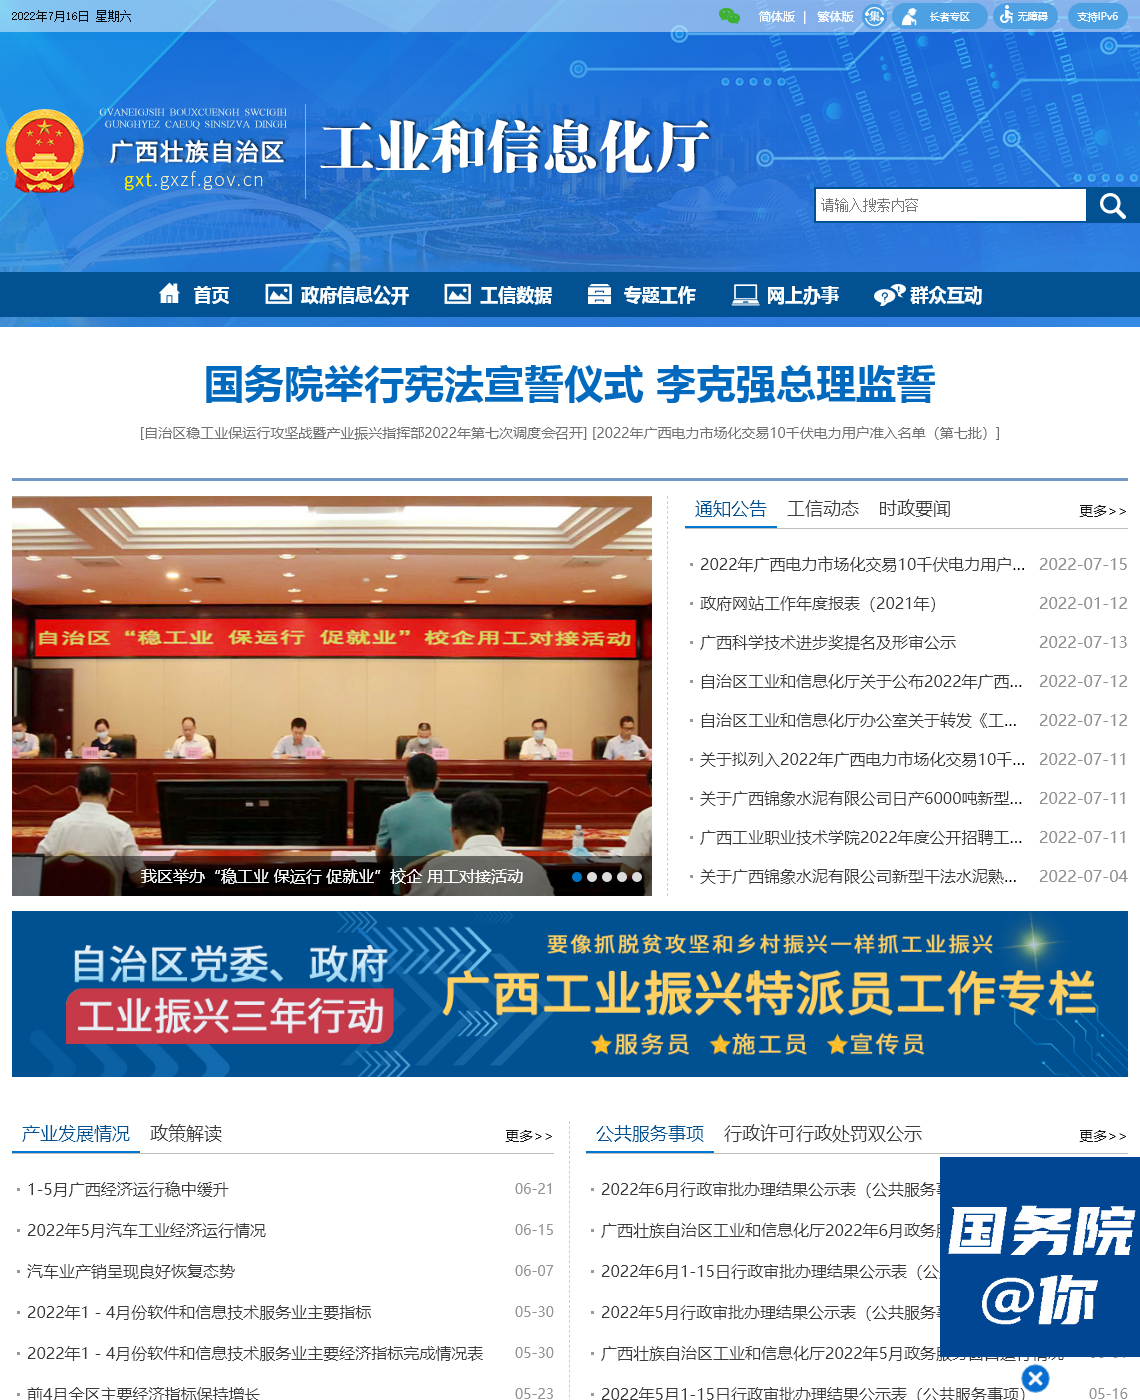 2022年7月16日 星期六
简体版 | 繁体版 集 长者专区 无障碍 支持IPv6
GVANEIGJSIH BOUXCUENGH SWCIGIH
GUNGHYEZ CAEUQ SINSIZVA DINGH
广西壮族自治区
gxt.gxzf.gov.cn
工业和信息化厅
请输入搜索内容
首页 政府信息公开 工信数据 专题工作 网上办事 群众互动
国务院举行宪法宣誓仪式 李克强总理监誓
[自治区稳工业保运行攻坚战暨产业振兴指挥部2022年第七次调度会召开] [2022年广西电力市场化交易10千伏电力用户准入名单（第七批）]
自治区“稳工业 保运行 促就业”校企用工对接活动
我区举办“稳工业 保运行 促就业”校企 用工对接活动
通知公告 工信动态 时政要闻 更多>>
2022年广西电力市场化交易10千伏电力用户... 2022-07-15
政府网站工作年度报表（2021年） 2022-01-12
广西科学技术进步奖提名及形审公示 2022-07-13
自治区工业和信息化厅关于公布2022年广西... 2022-07-12
自治区工业和信息化厅办公室关于转发《工... 2022-07-12
关于拟列入2022年广西电力市场化交易10千... 2022-07-11
关于广西锦象水泥有限公司日产6000吨新型... 2022-07-11
广西工业职业技术学院2022年度公开招聘工... 2022-07-11
关于广西锦象水泥有限公司新型干法水泥熟... 2022-07-04
自治区党委、政府
工业振兴三年行动
要像抓脱贫攻坚和乡村振兴一样抓工业振兴
广西工业振兴特派员工作专栏
★服务员 ★施工员 ★宣传员
产业发展情况 政策解读 更多>>
1-5月广西经济运行稳中缓升 06-21
2022年5月汽车工业经济运行情况 06-15
汽车业产销呈现良好恢复态势 06-07
2022年1 - 4月份软件和信息技术服务业主要指标 05-30
2022年1 - 4月份软件和信息技术服务业主要经济指标完成情况表 05-30
前4月全区主要经济指标保持增长 05-23
公共服务事项 行政许可行政处罚双公示 更多>>
2022年6月行政审批办理结果公示表（公共服务
广西壮族自治区工业和信息化厅2022年6月政务
2022年6月1-15日行政审批办理结果公示表（公
2022年5月行政审批办理结果公示表（公共服务
广西壮族自治区工业和信息化厅2022年5月政务服务窗口运行情况
2022年5月1-15日行政审批办理结果公示表（公共服务事项） 05-16
国务院
@你